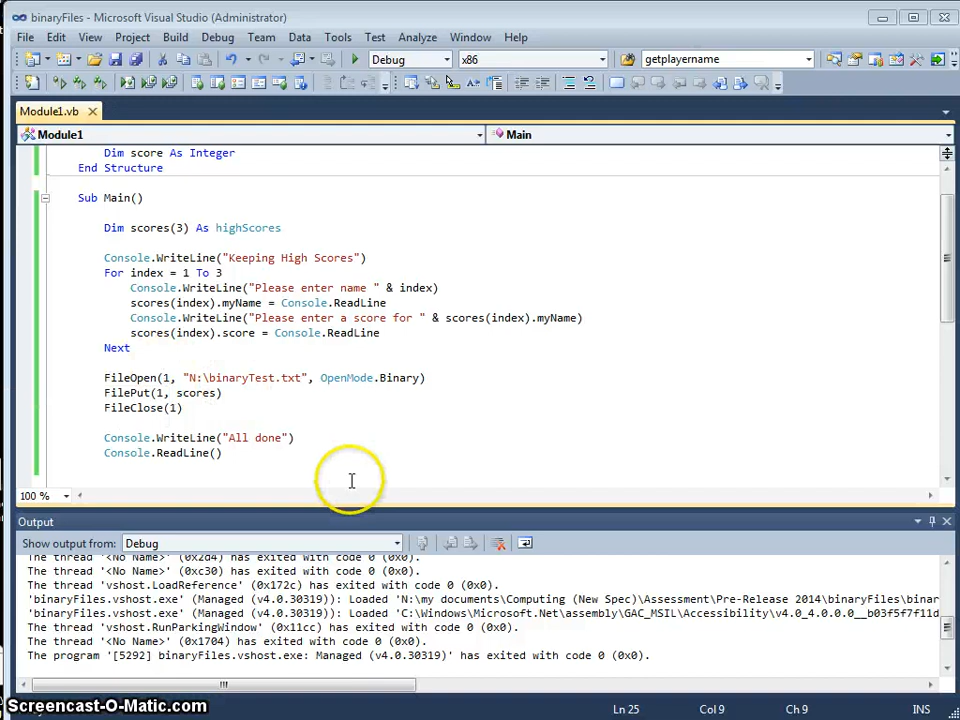 binaryFiles - Microsoft Visual Studio (Administrator)
File Edit View Project Build Debug Team Data Tools Test Analyze Window Help
Debug x86 getplayername
Module1.vb
Module1 Main
Dim score As Integer
End Structure
Sub Main()
Dim scores(3) As highScores
Console.WriteLine("Keeping High Scores")
For index = 1 To 3
Console.WriteLine("Please enter name " & index)
scores(index).myName = Console.ReadLine
Console.WriteLine("Please enter a score for " & scores(index).myName)
scores(index).score = Console.ReadLine
Next
FileOpen(1, "N:\binaryTest.txt", OpenMode.Binary)
FilePut(1, scores)
FileClose(1)
Console.WriteLine("All done")
Console.ReadLine()
100 %
Output
Show output from: Debug
The thread '<No Name>' (0x2d4) has exited with code 0 (0x0).
The thread '<No Name>' (0xc30) has exited with code 0 (0x0).
The thread 'vshost.LoadReference' (0x172c) has exited with code 0 (0x0).
'binaryFiles.vshost.exe' (Managed (v4.0.30319)): Loaded 'N:\my documents\Computing (New Spec)\Assessment\Pre-Release 2014\binaryFiles\binar
'binaryFiles.vshost.exe' (Managed (v4.0.30319)): Loaded 'C:\Windows\Microsoft.Net\assembly\GAC_MSIL\Accessibility\v4.0_4.0.0.0__b03f5f7f11d
The thread 'vshost.RunParkingWindow' (0x11cc) has exited with code 0 (0x0).
The thread '<No Name>' (0x1704) has exited with code 0 (0x0).
The program '[5292] binaryFiles.vshost.exe: Managed (v4.0.30319)' has exited with code 0 (0x0).
Screencast-O-Matic.com
Ln 25 Col 9 Ch 9 INS